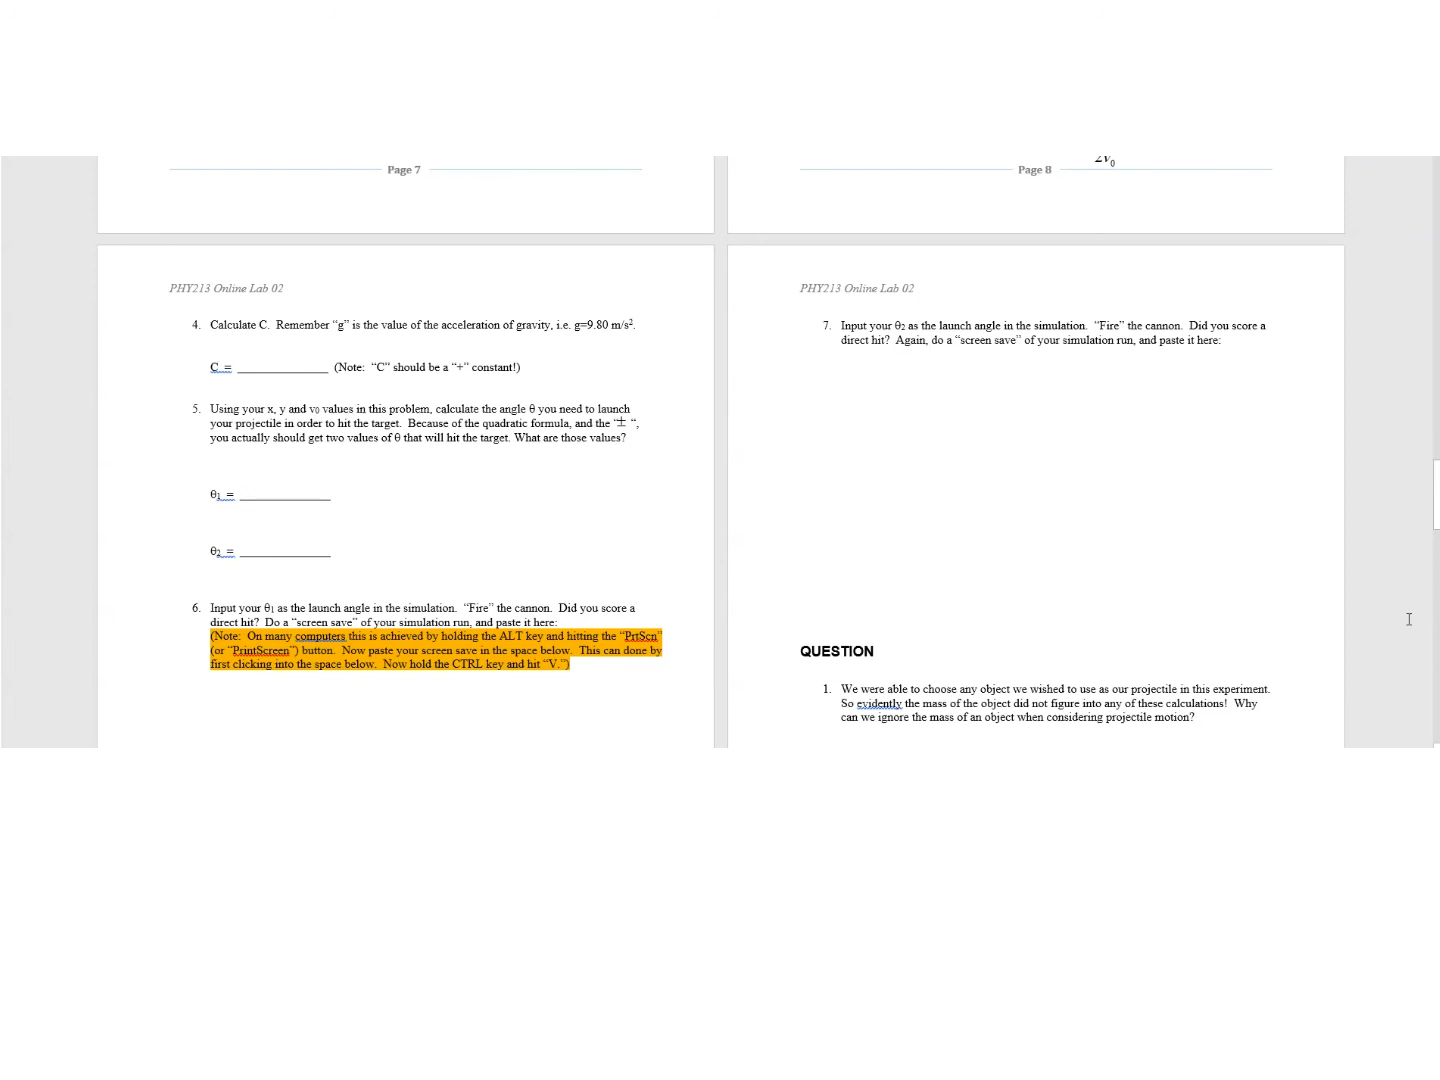 2v₀
Page 7
Page 8
PHY213 Online Lab 02
4. Calculate C. Remember “g” is the value of the acceleration of gravity, i.e. g=9.80 m/s².
C = __________ (Note: “C” should be a “+” constant!)
5. Using your x, y and v₀ values in this problem, calculate the angle θ you need to launch
your projectile in order to hit the target. Because of the quadratic formula, and the “± “,
you actually should get two values of θ that will hit the target. What are those values?
θ₁ = __________
θ₂ = __________
6. Input your θ₁ as the launch angle in the simulation. “Fire” the cannon. Did you score a
direct hit? Do a “screen save” of your simulation run, and paste it here:
(Note: On many computers this is achieved by holding the ALT key and hitting the “PrtScn”
(or “PrintScreen”) button. Now paste your screen save in the space below. This can done by
first clicking into the space below. Now hold the CTRL key and hit “V.”)
PHY213 Online Lab 02
7. Input your θ₂ as the launch angle in the simulation. “Fire” the cannon. Did you score a
direct hit? Again, do a “screen save” of your simulation run, and paste it here:
QUESTION
1. We were able to choose any object we wished to use as our projectile in this experiment.
So evidently the mass of the object did not figure into any of these calculations! Why
can we ignore the mass of an object when considering projectile motion?